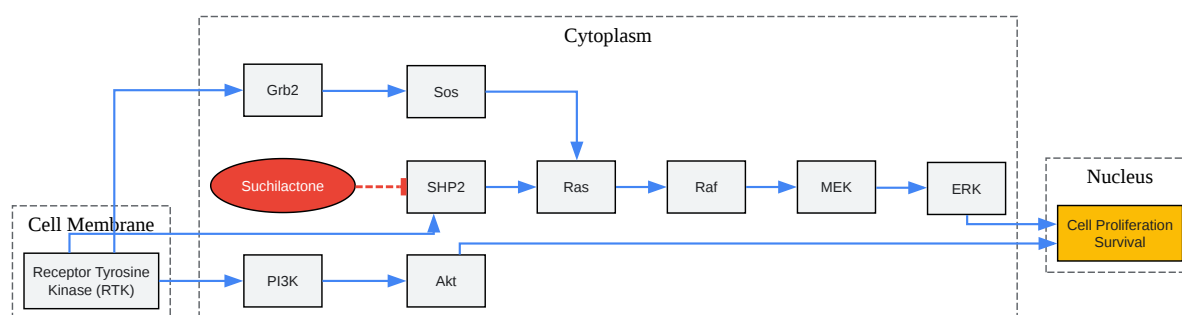 Cytoplasm
Grb2
Sos
Suchilactone
SHP2
Ras
Raf
MEK
ERK
Nucleus
Cell Proliferation
Survival
Cell Membrane
Receptor Tyrosine
Kinase (RTK)
PI3K
Akt